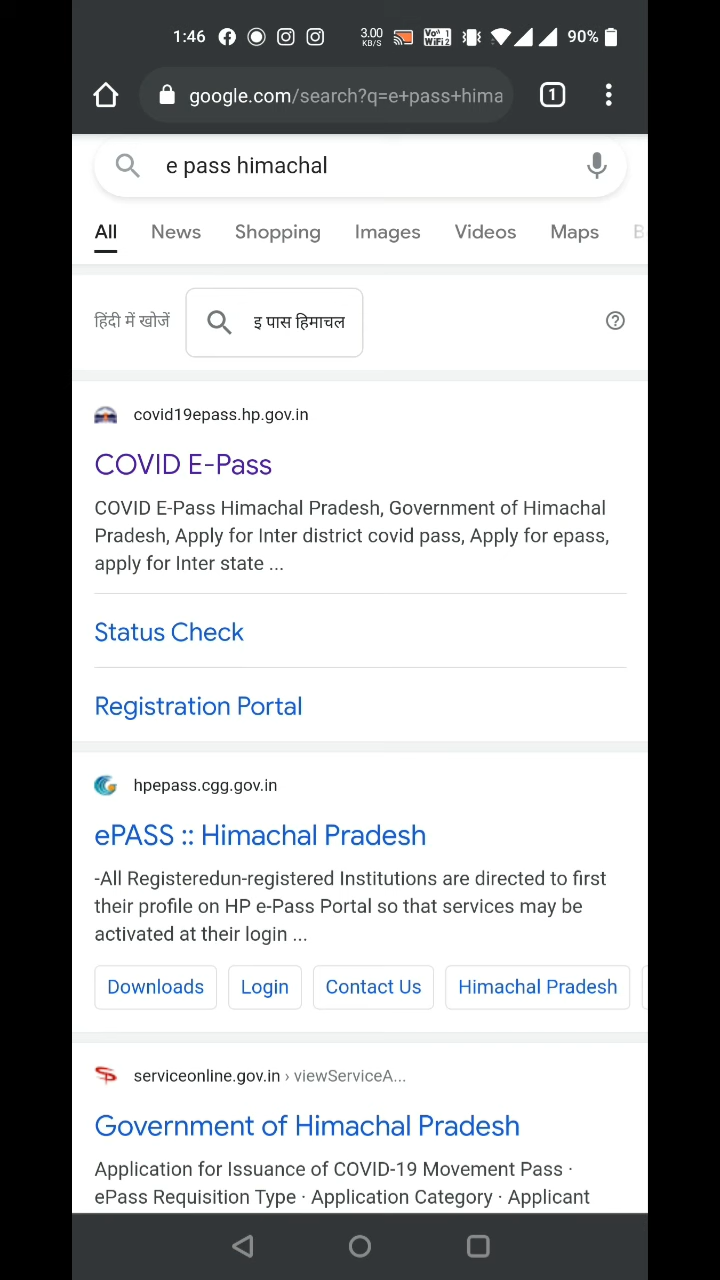 1:46
3.00
KB/S
Vo 1
WiFi2
90%
google.com/search?q=e+pass+hima
1
e pass himachal
All News Shopping Images Videos Maps B
हिंदी में खोजें
इ पास हिमाचल
covid19epass.hp.gov.in
COVID E-Pass
COVID E-Pass Himachal Pradesh, Government of Himachal
Pradesh, Apply for Inter district covid pass, Apply for epass,
apply for Inter state ...
Status Check
Registration Portal
hpepass.cgg.gov.in
ePASS :: Himachal Pradesh
-All Registeredun-registered Institutions are directed to first
their profile on HP e-Pass Portal so that services may be
activated at their login ...
Downloads Login Contact Us Himachal Pradesh
serviceonline.gov.in › viewServiceA...
Government of Himachal Pradesh
Application for Issuance of COVID-19 Movement Pass ·
ePass Requisition Type · Application Category · Applicant